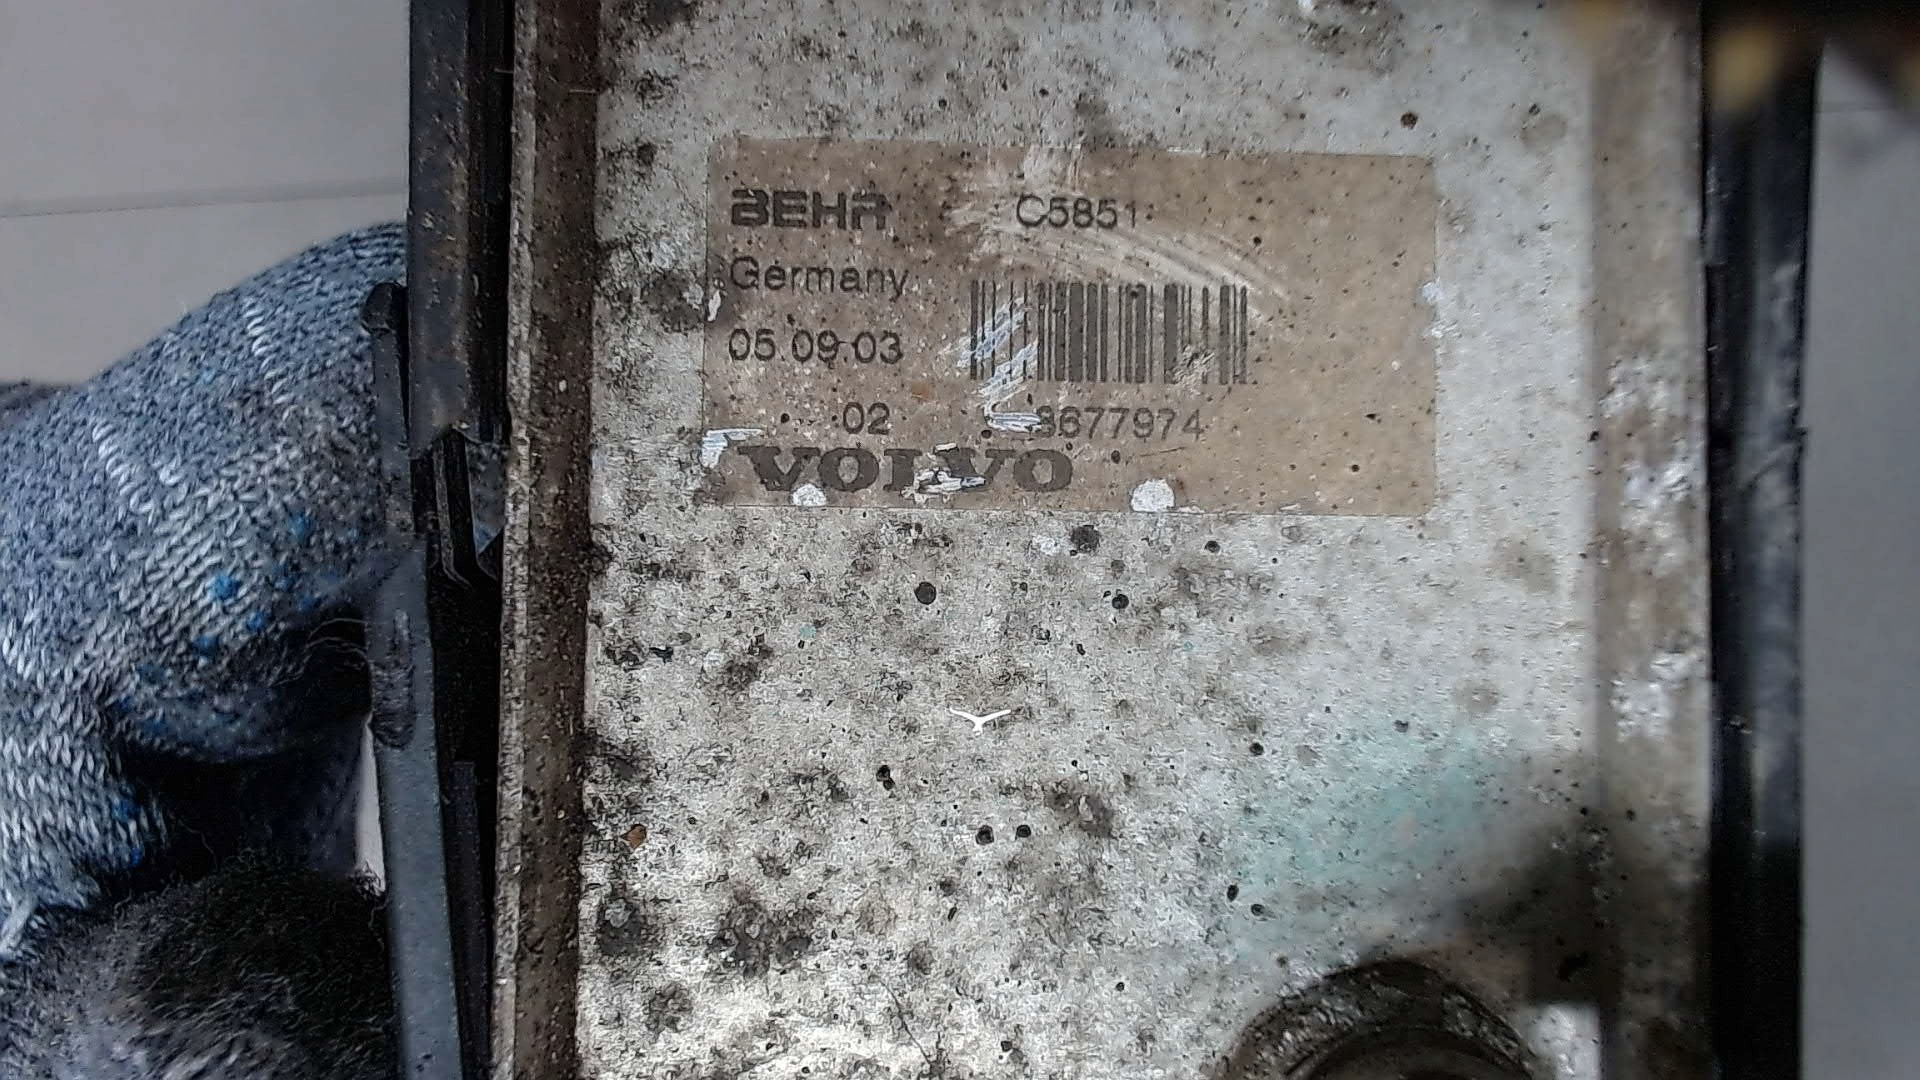 BEHR C5851
Germany
05.09.03
02 8677974
VOLVO